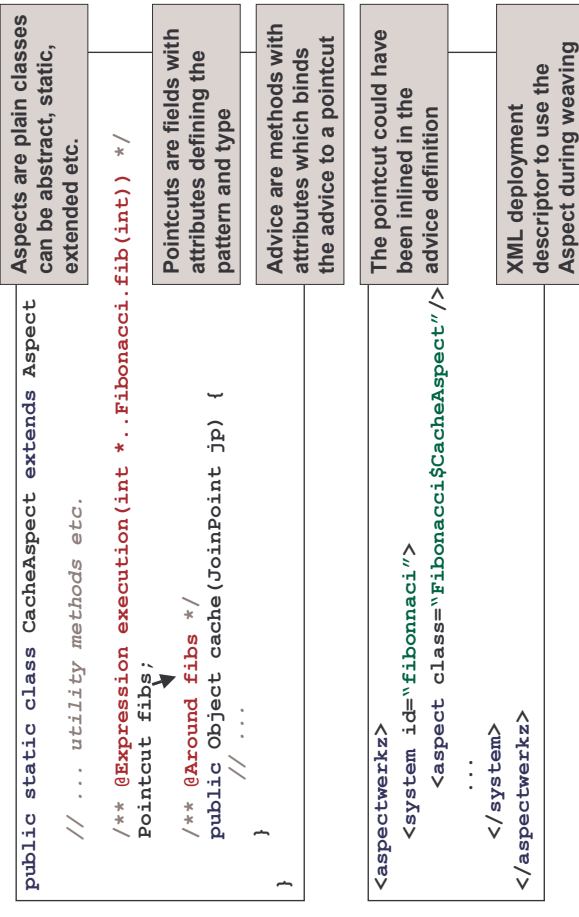 public static class CacheAspect extends Aspect
// ... utility methods etc.
/** @Expression execution(int *..Fibonacci.fib(int)) */
Pointcut fibs;
/** @Around fibs */
public Object cache(JoinPoint jp) {
// ...
}
}
Aspects are plain classes
can be abstract, static,
extended etc.
Pointcuts are fields with
attributes defining the
pattern and type
Advice are methods with
attributes which binds
the advice to a pointcut
<aspectwerkz>
<system id="fibonnaci">
<aspect class="Fibonacci$CacheAspect"/>
...
</system>
</aspectwerkz>
The pointcut could have
been inlined in the
advice definition
XML deployment
descriptor to use the
Aspect during weaving